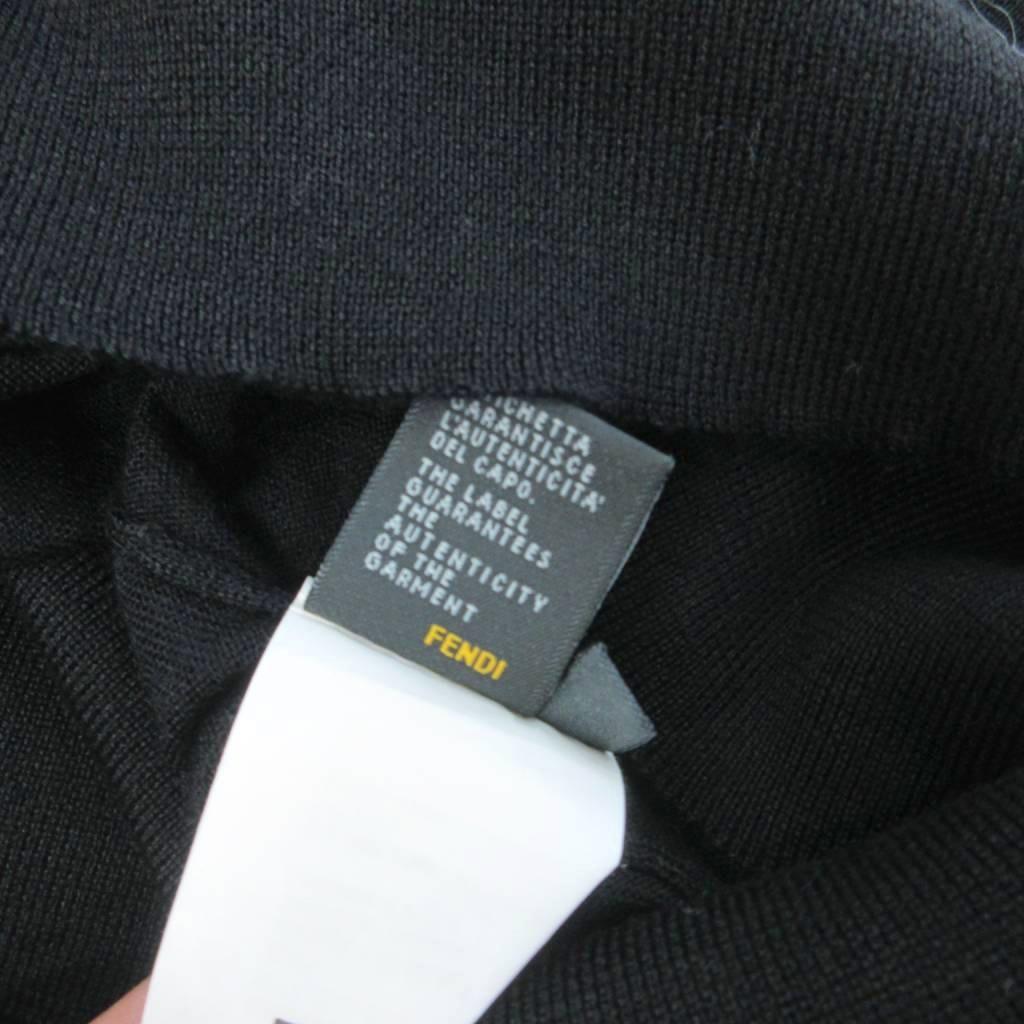 GARANTISCE
L'AUTENTICITA'
DEL CAPO.
THE LABEL
GUARANTEES
THE
AUTENTICITY
OF THE
GARMENT
FENDI